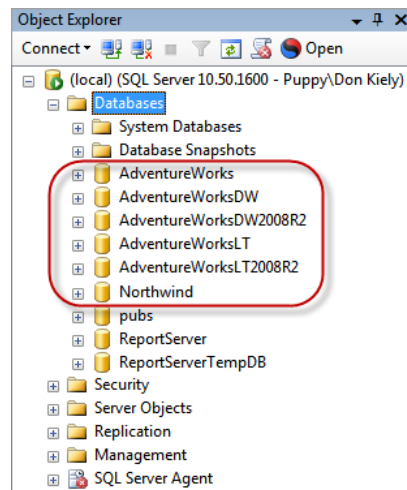 Object Explorer
Connect Open
(local) (SQL Server 10.50.1600 - Puppy\Don Kiely)
Databases
System Databases
Database Snapshots
AdventureWorks
AdventureWorksDW
AdventureWorksDW2008R2
AdventureWorksLT
AdventureWorksLT2008R2
Northwind
pubs
ReportServer
ReportServerTempDB
Security
Server Objects
Replication
Management
SQL Server Agent